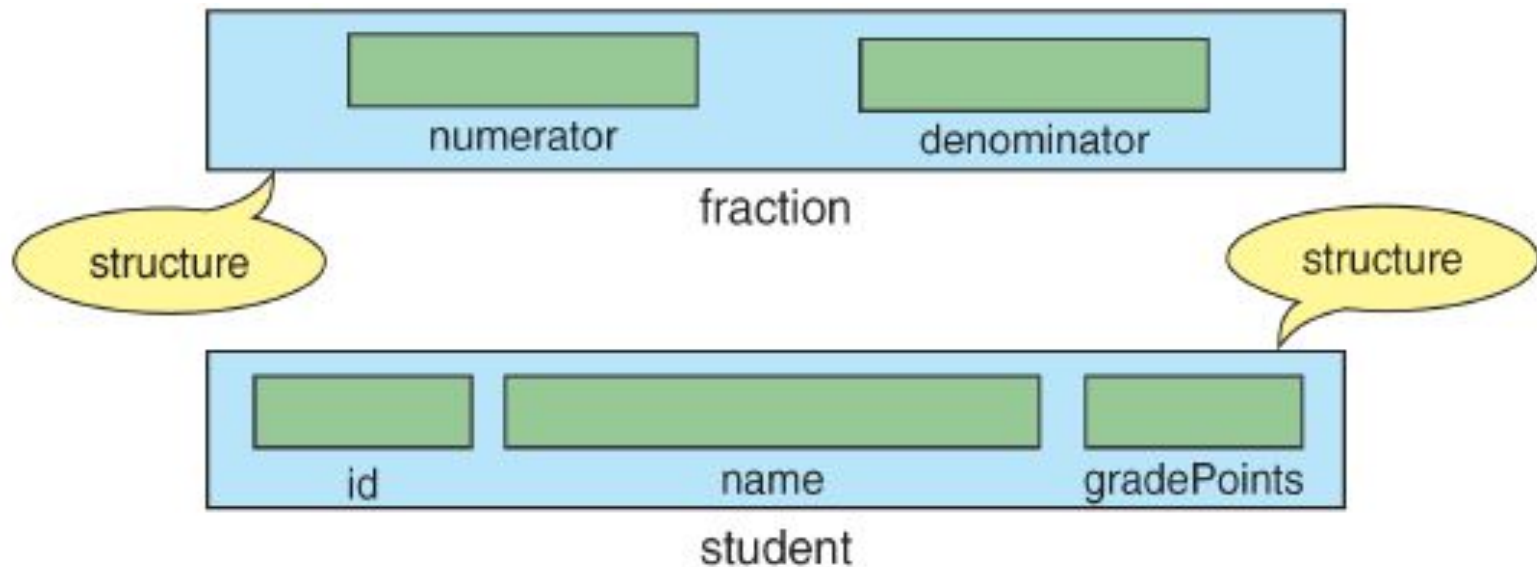 numerator denominator
fraction
structure structure
id name gradePoints
student